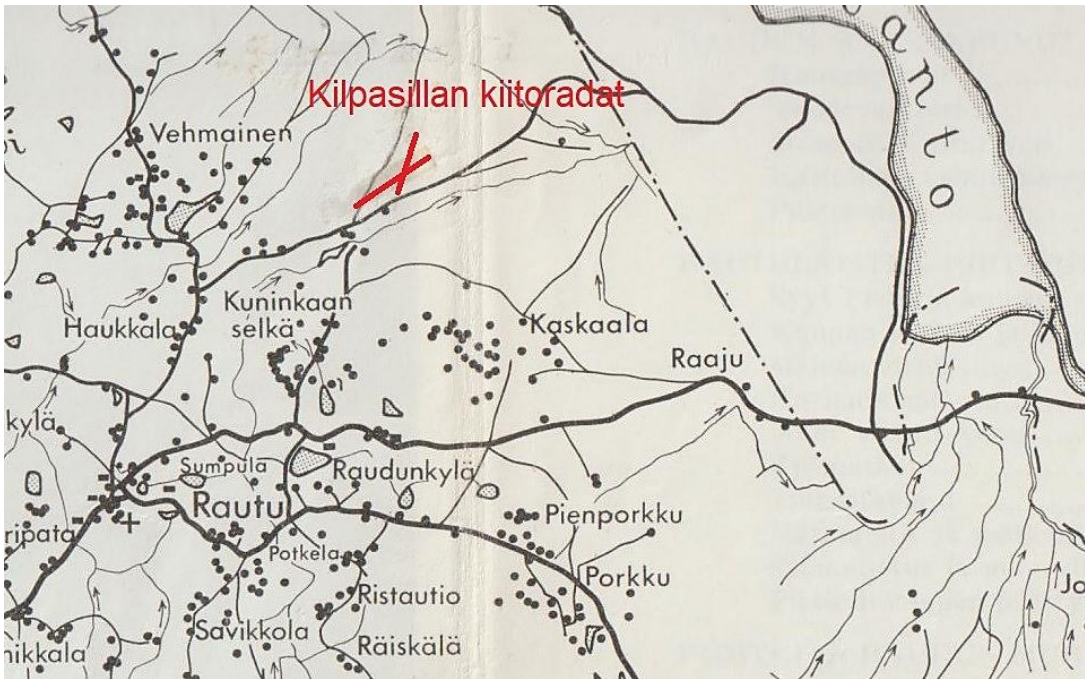 anto
Kilpasillan kiitoradat
Vehmainen
Kuninkaan
selkä
Haukkala
Kaskaala
Raaju
kylä
Sumpula
Raudunkylä
Rautu
Pienporkku
ripata
Potkela
Porkku
Ristautio
Jo
Savikkola
Räiskälä
nikkala